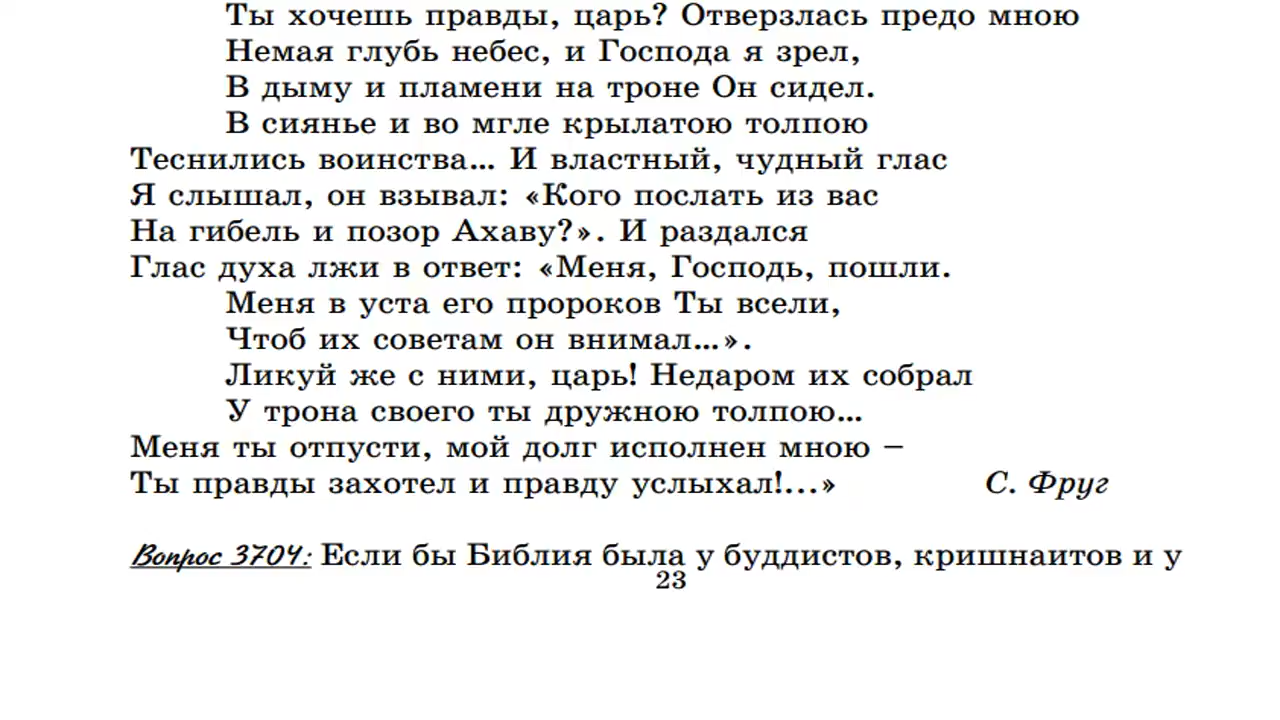 Ты хочешь правды, царь? Отверзлась предо мною
Немая глубь небес, и Господа я зрел,
В дыму и пламени на троне Он сидел.
В сиянье и во мгле крылатою толпою
Теснились воинства... И властный, чудный глас
Я слышал, он взывал: «Кого послать из вас
На гибель и позор Ахаву?». И раздался
Глас духа лжи в ответ: «Меня, Господь, пошли.
Меня в уста его пророков Ты всели,
Чтоб их советам он внимал...».
Ликуй же с ними, царь! Недаром их собрал
У трона своего ты дружною толпою...
Меня ты отпусти, мой долг исполнен мною –
Ты правды захотел и правду услыхал!...» С. Фруг
Вопрос 3704: Если бы Библия была у буддистов, кришнаитов и у
23